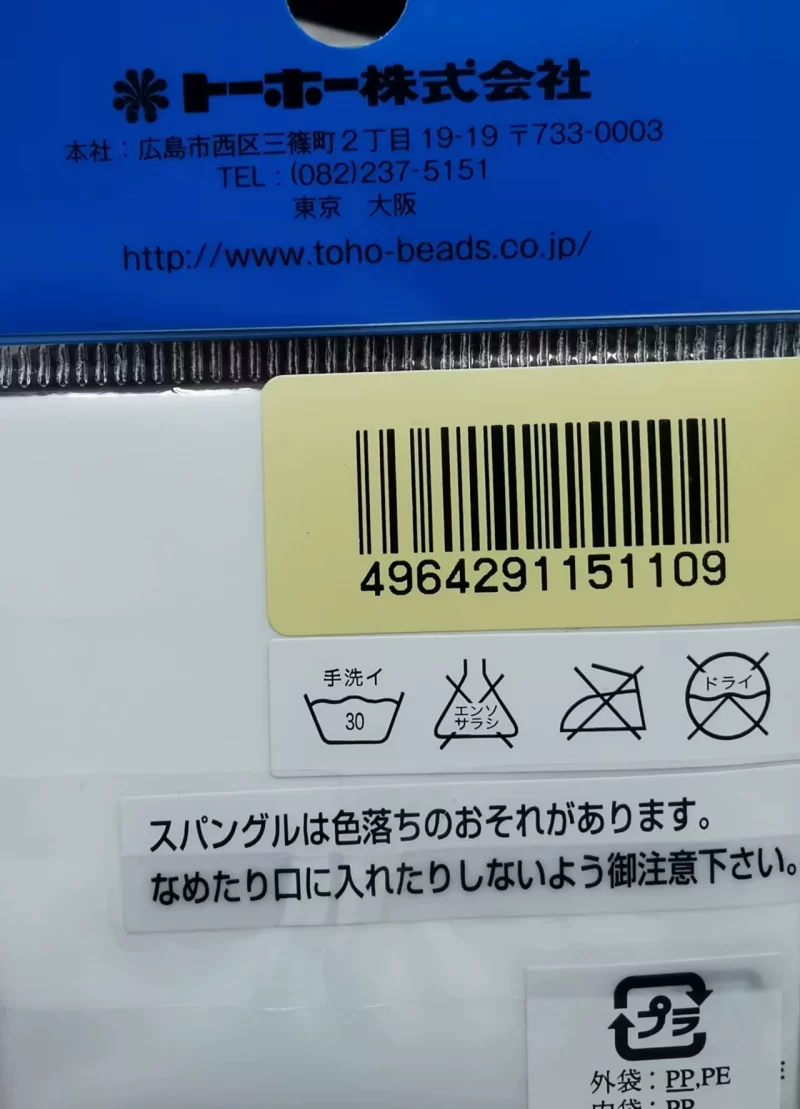 トーホー株式会社
本社：広島市西区三篠町２丁目19-19 〒733-0003
TEL：(082)237-5151
東京　大阪
http://www.toho-beads.co.jp/
4964291151109
手洗イ
30
エンソ
サラシ
ドライ
スパングルは色落ちのおそれがあります。
なめたり口に入れたりしないよう御注意下さい。
プラ
外袋：PP,PE
内袋：PP